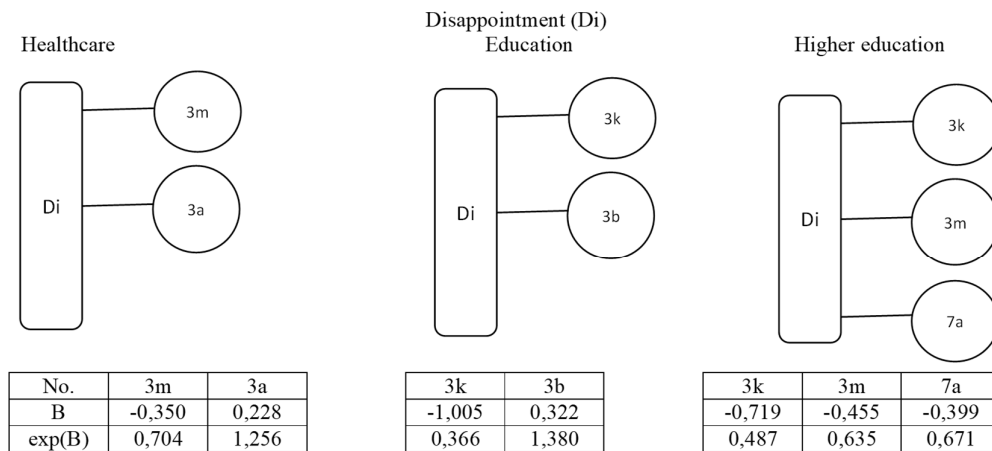 Disappointment (Di)
Healthcare
Education
Higher education
Di
3m
3a
Di
3k
3b
Di
3k
3m
7a
No. 3m 3a
B -0,350 0,228
exp(B) 0,704 1,256
3k 3b
-1,005 0,322
0,366 1,380
3k 3m 7a
-0,719 -0,455 -0,399
0,487 0,635 0,671